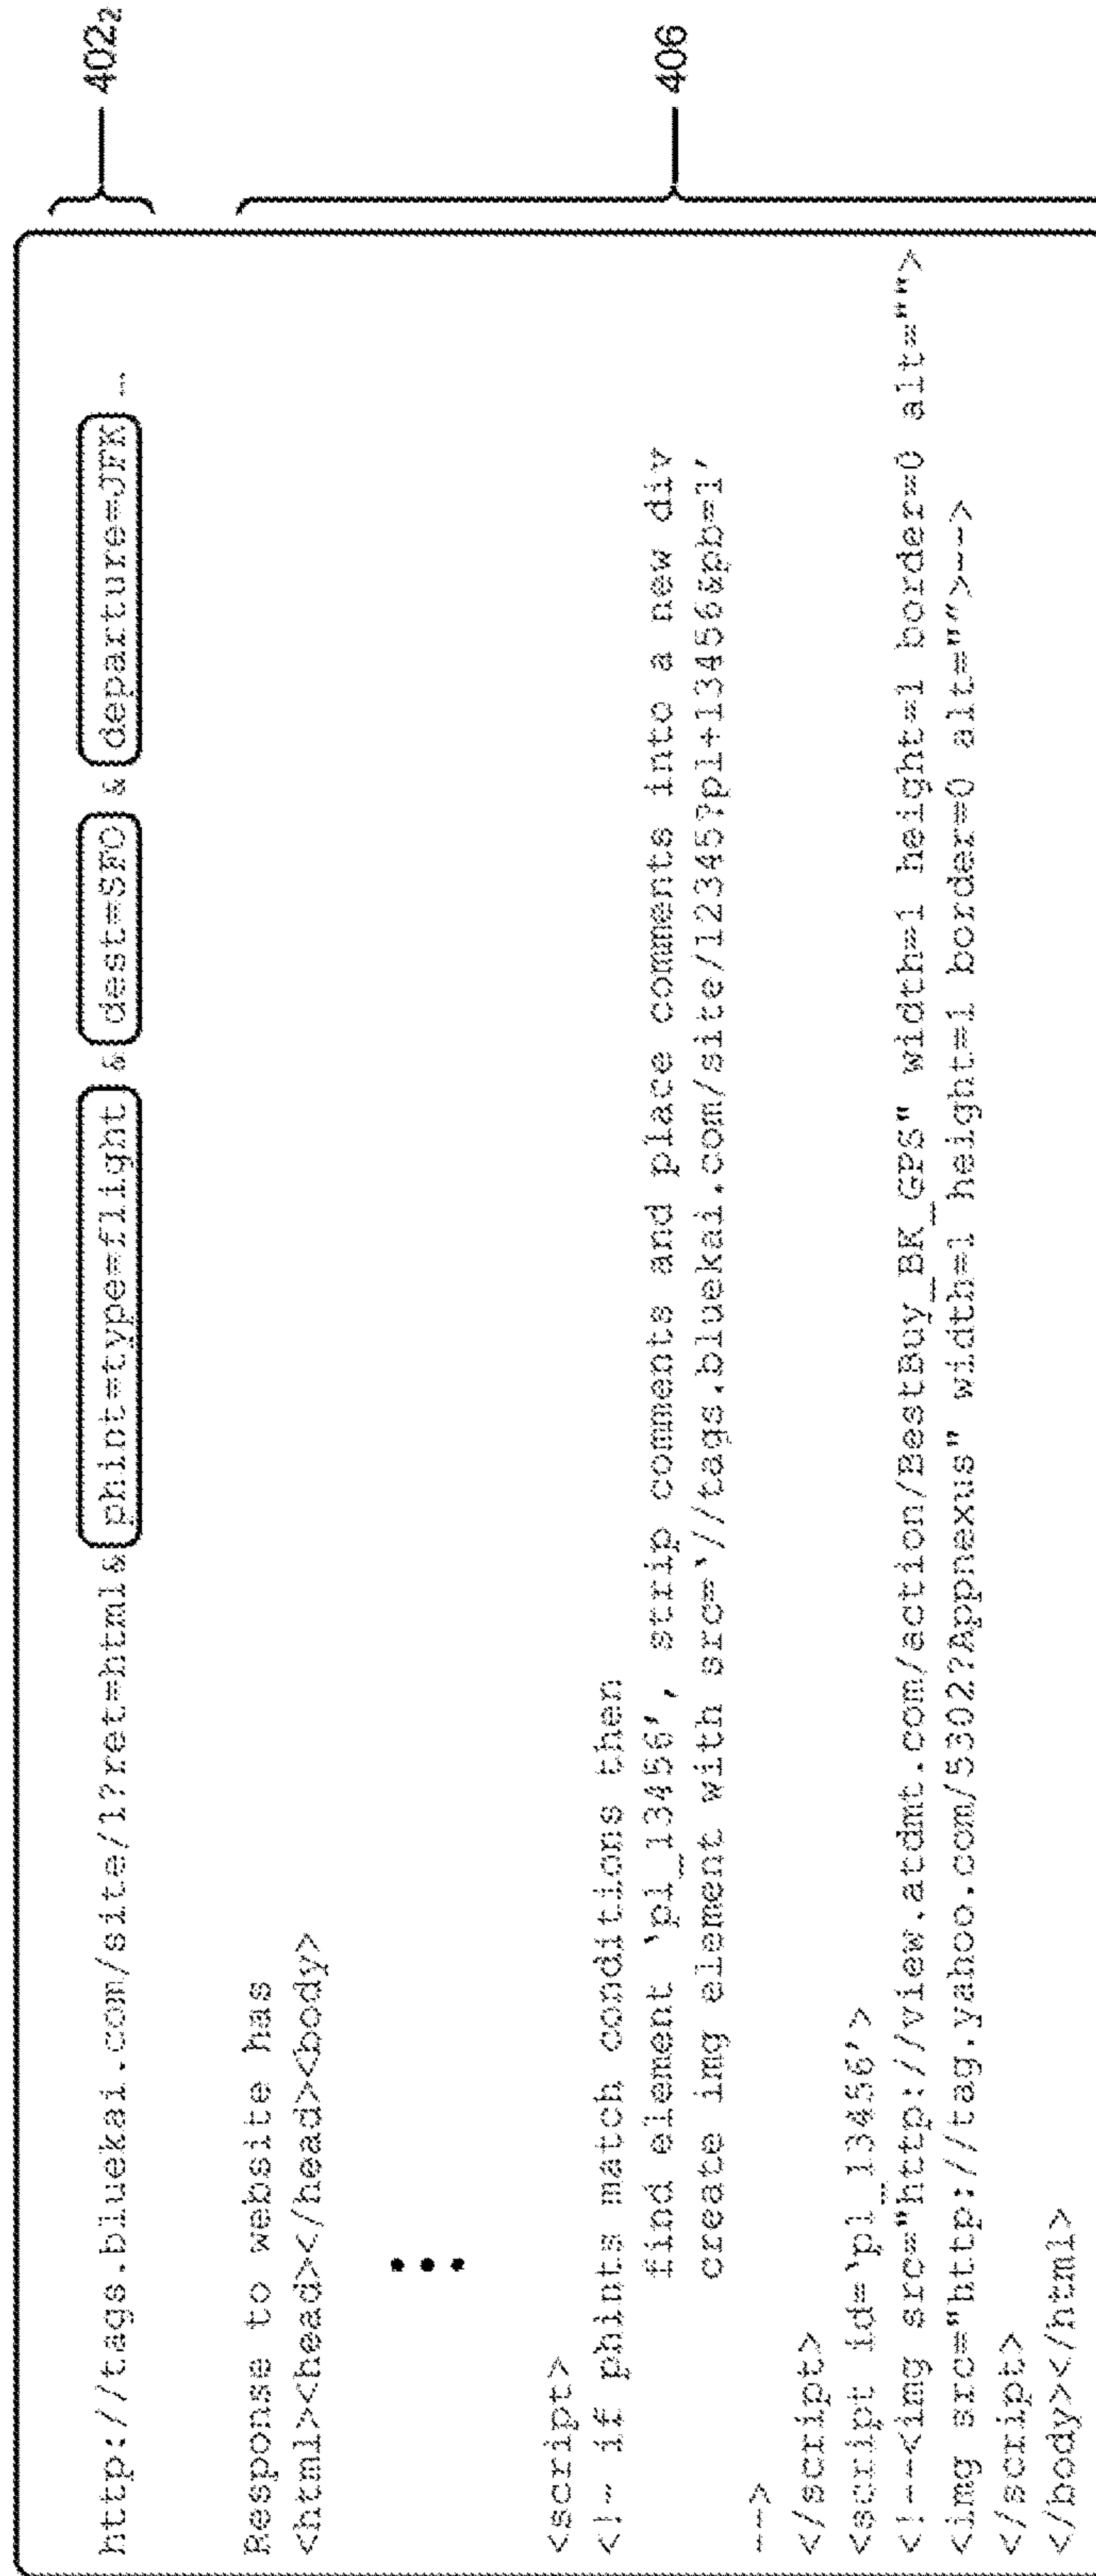 http://tags.bluekai.com/site/1?ret=html& phint=type=flight & dest=SFO & departure=JFK ...
402₂
Response to website has
<html><head></head><body>
<script>
<!- if phints match conditions then
find element `pl_13456', strip comments and place comments into a new div
create img element with src=`//tags.bluekai.com/site/12345?pl+13456&pb=1'
-->
</script>
<script id=`pl_13456'>
<!--<img src="http://view.atdmt.com/action/BestBuy_BK_GPS" width=1 height=1 border=0 alt="">
<img src="http://tag.yahoo.com/5302?Appnexus" width=1 height=1 border=0 alt="">-->
</script>
</body></html>
406